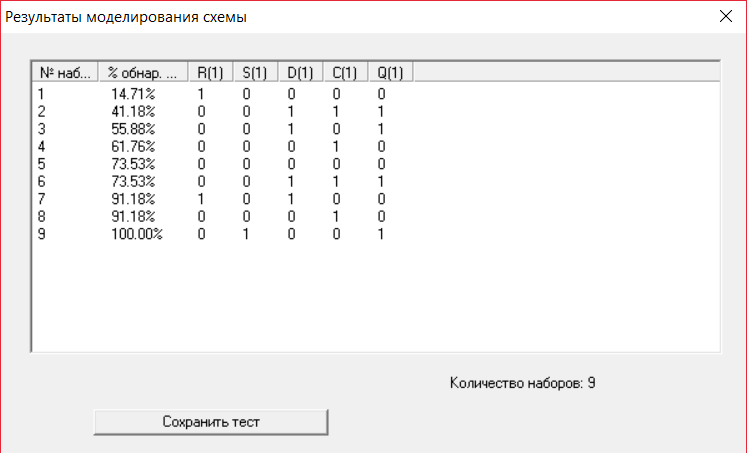 Результаты моделирования схемы
№ наб... % обнар. ... R(1) S(1) D(1) C(1) Q(1)
1 14.71% 1 0 0 0 0
2 41.18% 0 0 1 1 1
3 55.88% 0 0 1 0 1
4 61.76% 0 0 0 1 0
5 73.53% 0 0 0 0 0
6 73.53% 0 0 1 1 1
7 91.18% 1 0 1 0 0
8 91.18% 0 0 0 1 0
9 100.00% 0 1 0 0 1
Количество наборов: 9
Сохранить тест